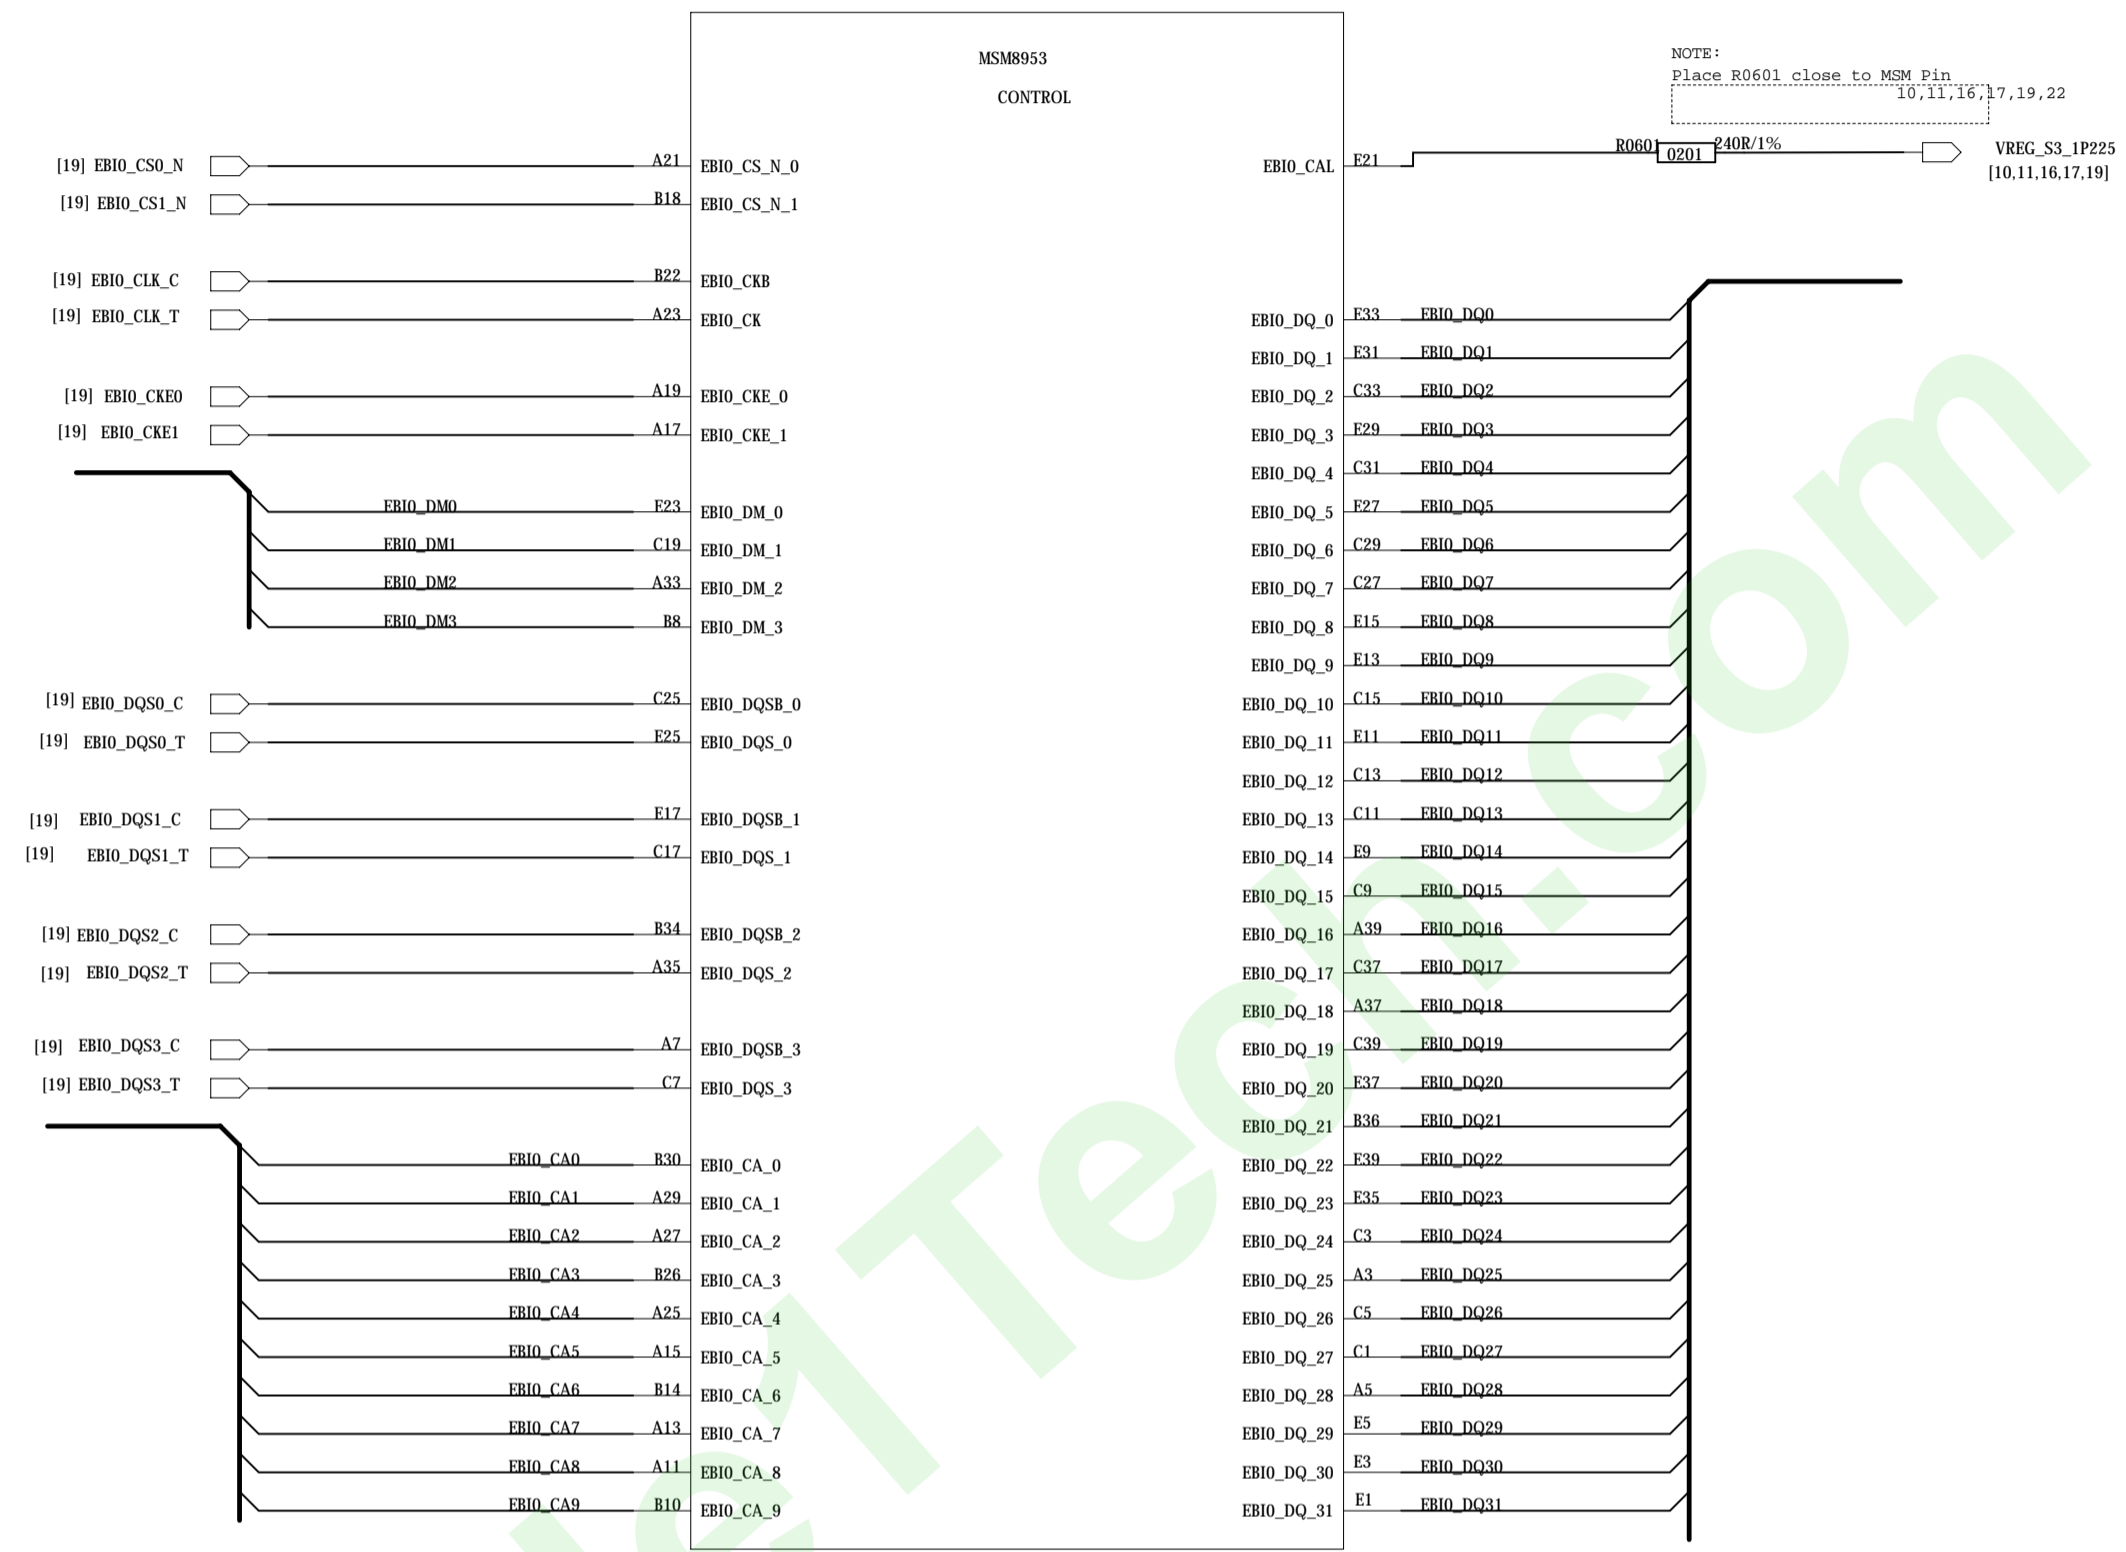 MSM8953
CONTROL
NOTE:
Place R0601 close to MSM Pin
10,11,16,17,19,22
[19] EBI0_CS0_N A21 EBI0_CS_N_0
[19] EBI0_CS1_N B18 EBI0_CS_N_1
[19] EBI0_CLK_C B22 EBI0_CKB
[19] EBI0_CLK_T A23 EBI0_CK
[19] EBI0_CKE0 A19 EBI0_CKE_0
[19] EBI0_CKE1 A17 EBI0_CKE_1
EBI0_DM0 E23 EBI0_DM_0
EBI0_DM1 C19 EBI0_DM_1
EBI0_DM2 A33 EBI0_DM_2
EBI0_DM3 B8 EBI0_DM_3
[19] EBI0_DQS0_C C25 EBI0_DQSB_0
[19] EBI0_DQS0_T E25 EBI0_DQS_0
[19] EBI0_DQS1_C E17 EBI0_DQSB_1
[19] EBI0_DQS1_T C17 EBI0_DQS_1
[19] EBI0_DQS2_C B34 EBI0_DQSB_2
[19] EBI0_DQS2_T A35 EBI0_DQS_2
[19] EBI0_DQS3_C A7 EBI0_DQSB_3
[19] EBI0_DQS3_T C7 EBI0_DQS_3
EBI0_CA0 B30 EBI0_CA_0
EBI0_CA1 A29 EBI0_CA_1
EBI0_CA2 A27 EBI0_CA_2
EBI0_CA3 B26 EBI0_CA_3
EBI0_CA4 A25 EBI0_CA_4
EBI0_CA5 A15 EBI0_CA_5
EBI0_CA6 B14 EBI0_CA_6
EBI0_CA7 A13 EBI0_CA_7
EBI0_CA8 A11 EBI0_CA_8
EBI0_CA9 B10 EBI0_CA_9
EBI0_CAL E21 R0601 0201 240R/1% VREG_S3_1P225
[10,11,16,17,19]
EBI0_DQ_0 E33 EBI0_DQ0
EBI0_DQ_1 E31 EBI0_DQ1
EBI0_DQ_2 C33 EBI0_DQ2
EBI0_DQ_3 E29 EBI0_DQ3
EBI0_DQ_4 C31 EBI0_DQ4
EBI0_DQ_5 E27 EBI0_DQ5
EBI0_DQ_6 C29 EBI0_DQ6
EBI0_DQ_7 C27 EBI0_DQ7
EBI0_DQ_8 E15 EBI0_DQ8
EBI0_DQ_9 E13 EBI0_DQ9
EBI0_DQ_10 C15 EBI0_DQ10
EBI0_DQ_11 E11 EBI0_DQ11
EBI0_DQ_12 C13 EBI0_DQ12
EBI0_DQ_13 C11 EBI0_DQ13
EBI0_DQ_14 E9 EBI0_DQ14
EBI0_DQ_15 C9 EBI0_DQ15
EBI0_DQ_16 A39 EBI0_DQ16
EBI0_DQ_17 C37 EBI0_DQ17
EBI0_DQ_18 A37 EBI0_DQ18
EBI0_DQ_19 C39 EBI0_DQ19
EBI0_DQ_20 E37 EBI0_DQ20
EBI0_DQ_21 B36 EBI0_DQ21
EBI0_DQ_22 E39 EBI0_DQ22
EBI0_DQ_23 E35 EBI0_DQ23
EBI0_DQ_24 C3 EBI0_DQ24
EBI0_DQ_25 A3 EBI0_DQ25
EBI0_DQ_26 C5 EBI0_DQ26
EBI0_DQ_27 C1 EBI0_DQ27
EBI0_DQ_28 A5 EBI0_DQ28
EBI0_DQ_29 E5 EBI0_DQ29
EBI0_DQ_30 E3 EBI0_DQ30
EBI0_DQ_31 E1 EBI0_DQ31
le1Tech.com